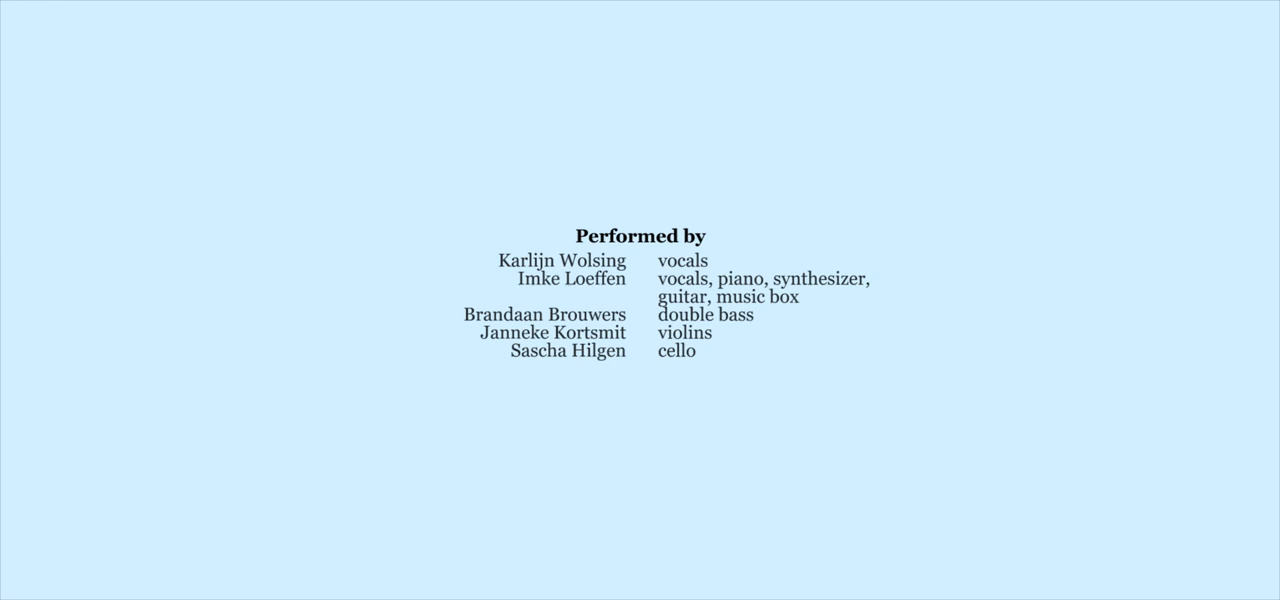 Performed by
Karlijn Wolsing vocals
Imke Loeffen vocals, piano, synthesizer,
guitar, music box
Brandaan Brouwers double bass
Janneke Kortsmit violins
Sascha Hilgen cello